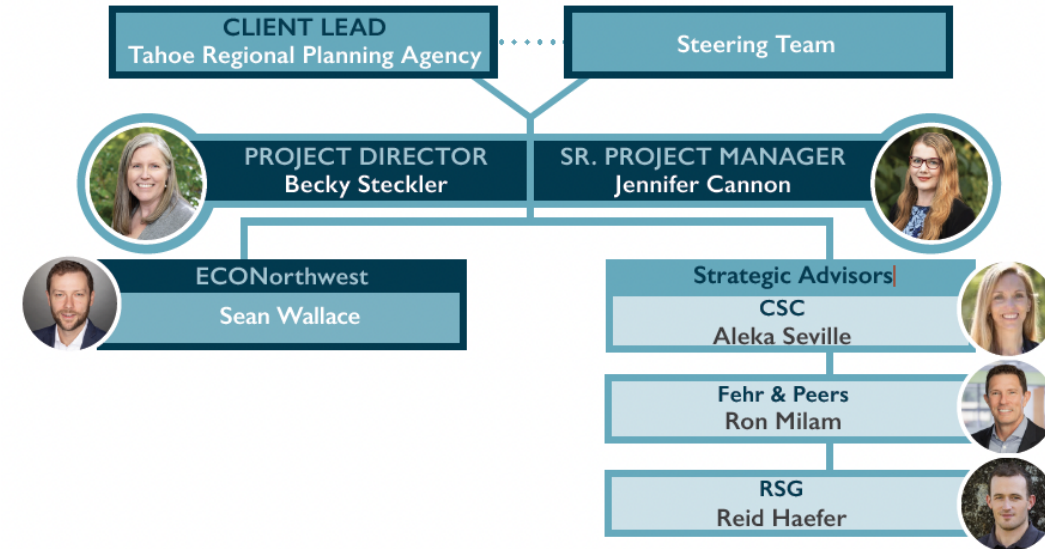 CLIENT LEAD
Tahoe Regional Planning Agency
Steering Team
PROJECT DIRECTOR
Becky Steckler
SR. PROJECT MANAGER
Jennifer Cannon
ECONorthwest
Sean Wallace
Strategic Advisors
CSC
Aleka Seville
Fehr & Peers
Ron Milam
RSG
Reid Haefer